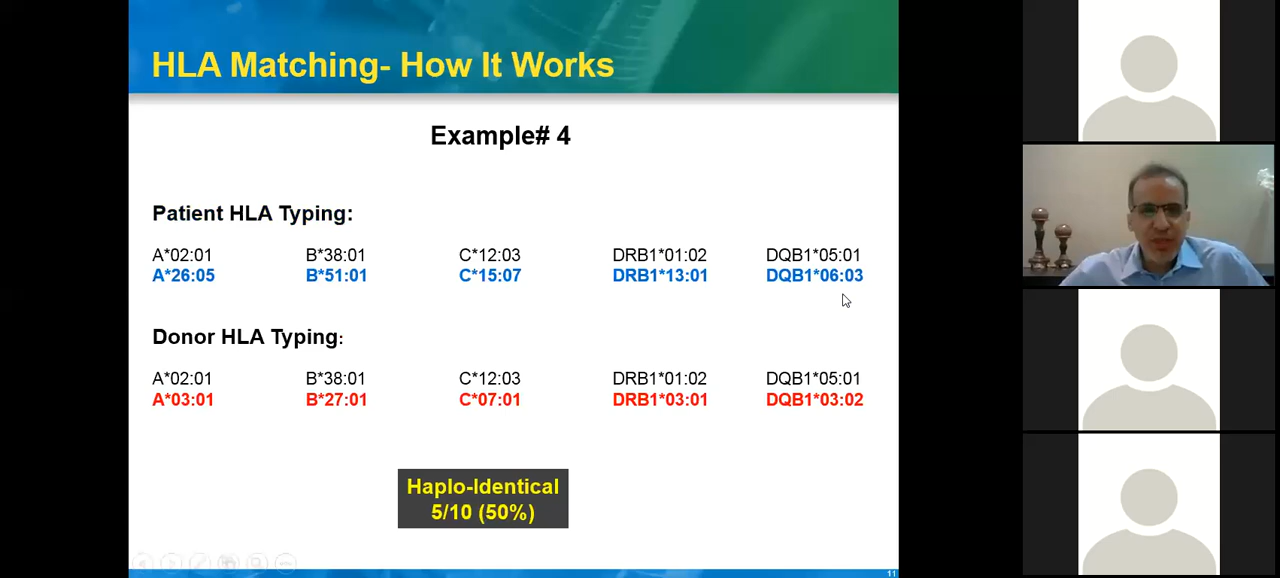 HLA Matching- How It Works
Example# 4
Patient HLA Typing:
A*02:01 B*38:01 C*12:03 DRB1*01:02 DQB1*05:01
A*26:05 B*51:01 C*15:07 DRB1*13:01 DQB1*06:03
Donor HLA Typing:
A*02:01 B*38:01 C*12:03 DRB1*01:02 DQB1*05:01
A*03:01 B*27:01 C*07:01 DRB1*03:01 DQB1*03:02
Haplo-Identical
5/10 (50%)
11